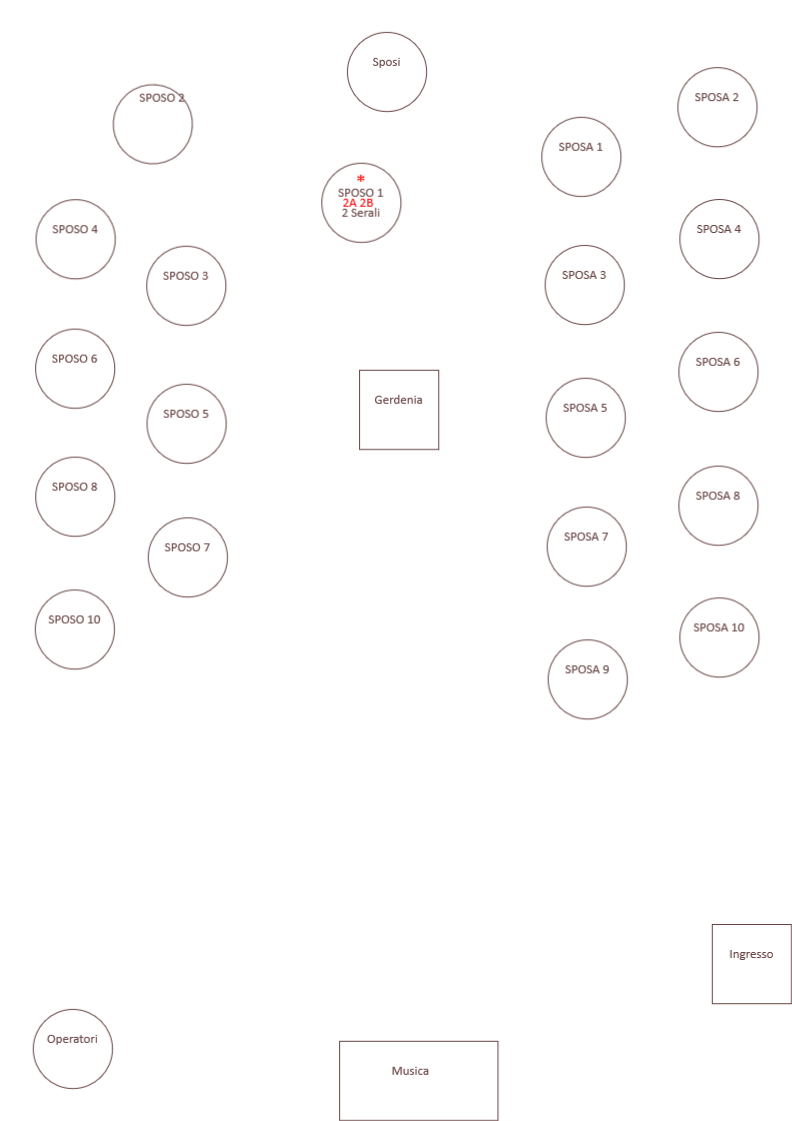 Sposi
SPOSO 2
SPOSA 2
SPOSA 1
*
SPOSO 1
2A 2B
2 Serali
SPOSO 4
SPOSA 4
SPOSO 3
SPOSA 3
SPOSO 6
SPOSA 6
Gerdenia
SPOSO 5
SPOSA 5
SPOSO 8
SPOSA 8
SPOSO 7
SPOSA 7
SPOSO 10
SPOSA 10
SPOSA 9
Ingresso
Operatori
Musica